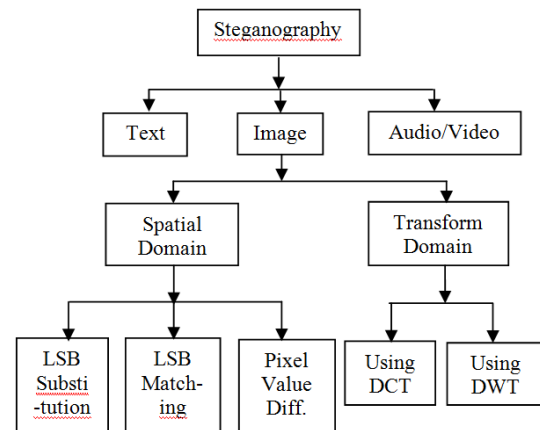 Steganography
Text
Image
Audio/Video
Spatial
Domain
Transform
Domain
LSB
Substi
-tution
LSB
Match-
ing
Pixel
Value
Diff.
Using
DCT
Using
DWT